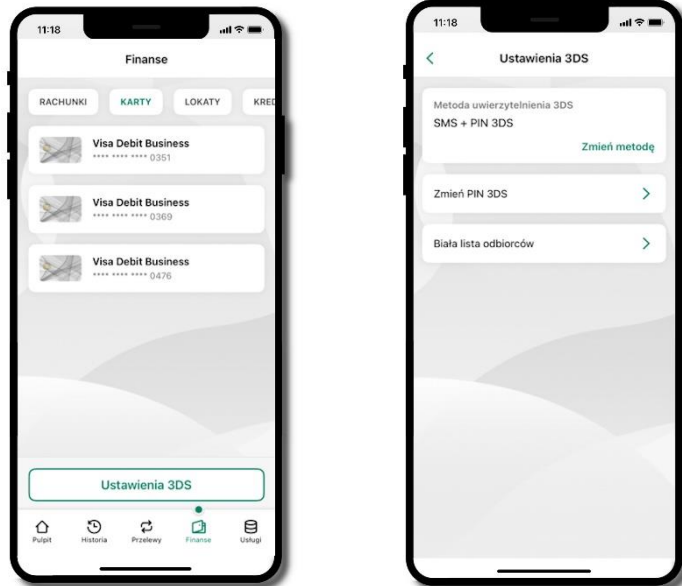 11:18
Finanse
RACHUNKI KARTY LOKATY KRED
Visa Debit Business
**** **** **** 0351
Visa Debit Business
**** **** **** 0369
Visa Debit Business
**** **** **** 0476
Ustawienia 3DS
Pulpit Historia Przelewy Finanse Usługi
11:18
Ustawienia 3DS
Metoda uwierzytelnienia 3DS
SMS + PIN 3DS
Zmień metodę
Zmień PIN 3DS
Biała lista odbiorców